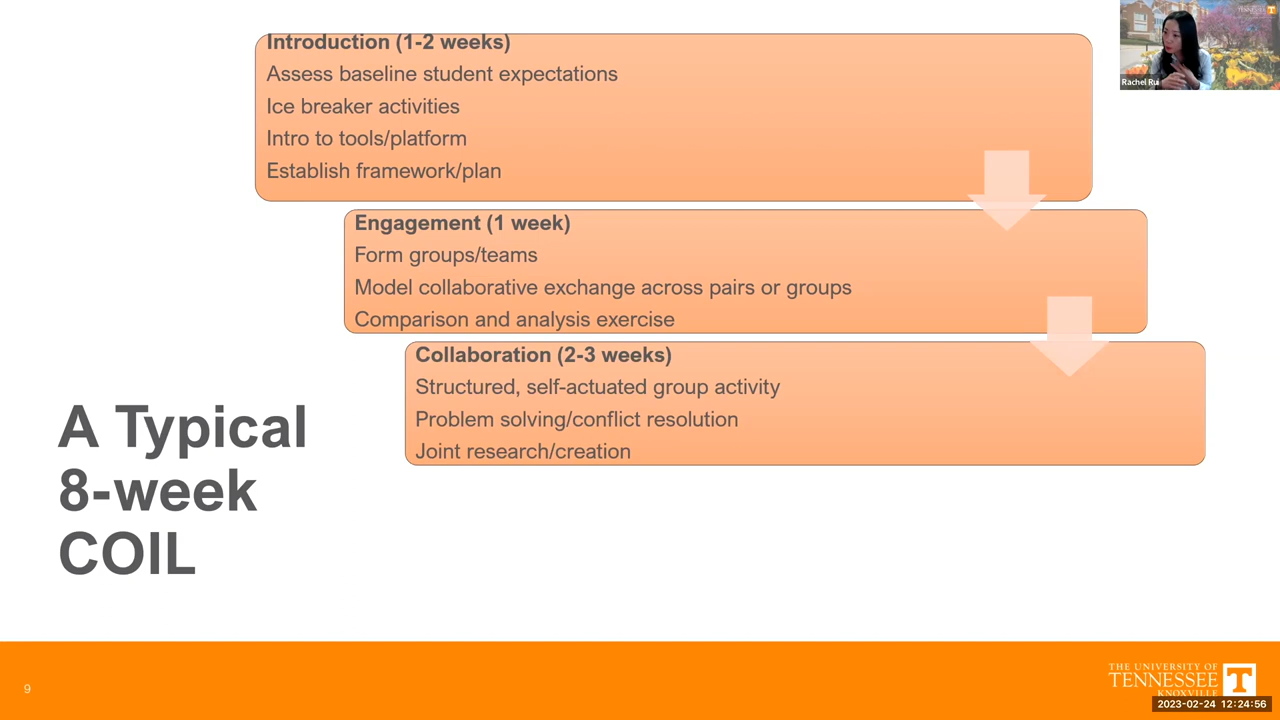 Introduction (1-2 weeks)
Assess baseline student expectations
Ice breaker activities
Intro to tools/platform
Establish framework/plan
Engagement (1 week)
Form groups/teams
Model collaborative exchange across pairs or groups
Comparison and analysis exercise
Collaboration (2-3 weeks)
Structured, self-actuated group activity
Problem solving/conflict resolution
Joint research/creation
A Typical
8-week
COIL
Rachel Rui
9
THE UNIVERSITY OF
TENNESSEE
KNOXVILLE
T
2023-02-24 12:24:56